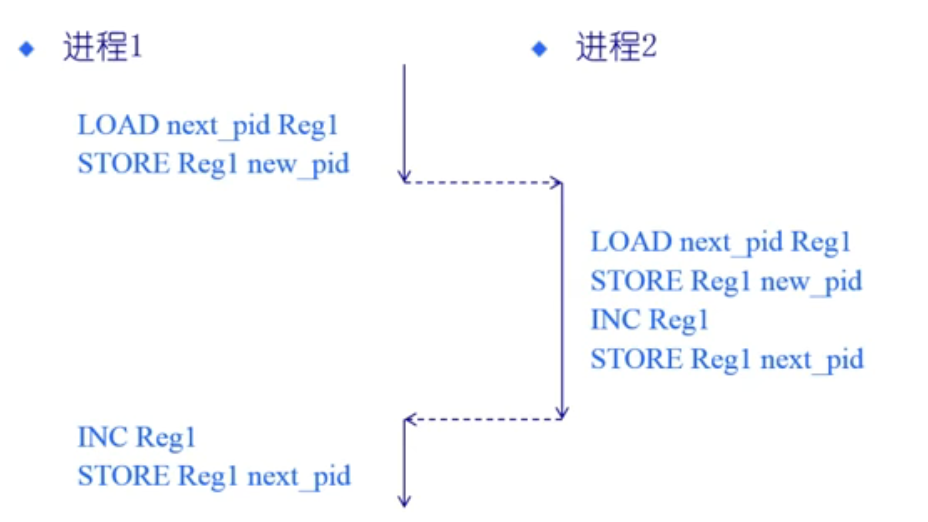 进程1
LOAD next_pid Reg1
STORE Reg1 new_pid
INC Reg1
STORE Reg1 next_pid
进程2
LOAD next_pid Reg1
STORE Reg1 new_pid
INC Reg1
STORE Reg1 next_pid